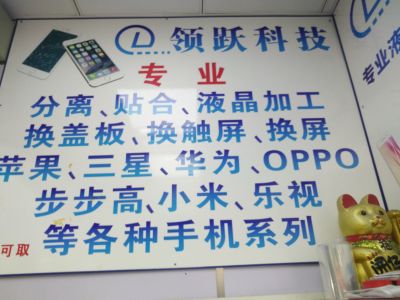 领跃科技
专业
分离、贴合、液晶加工
换盖板、换触屏、换屏
苹果、三星、华为、OPPO
步步高、小米、乐视
等各种手机系列
可取
专业液